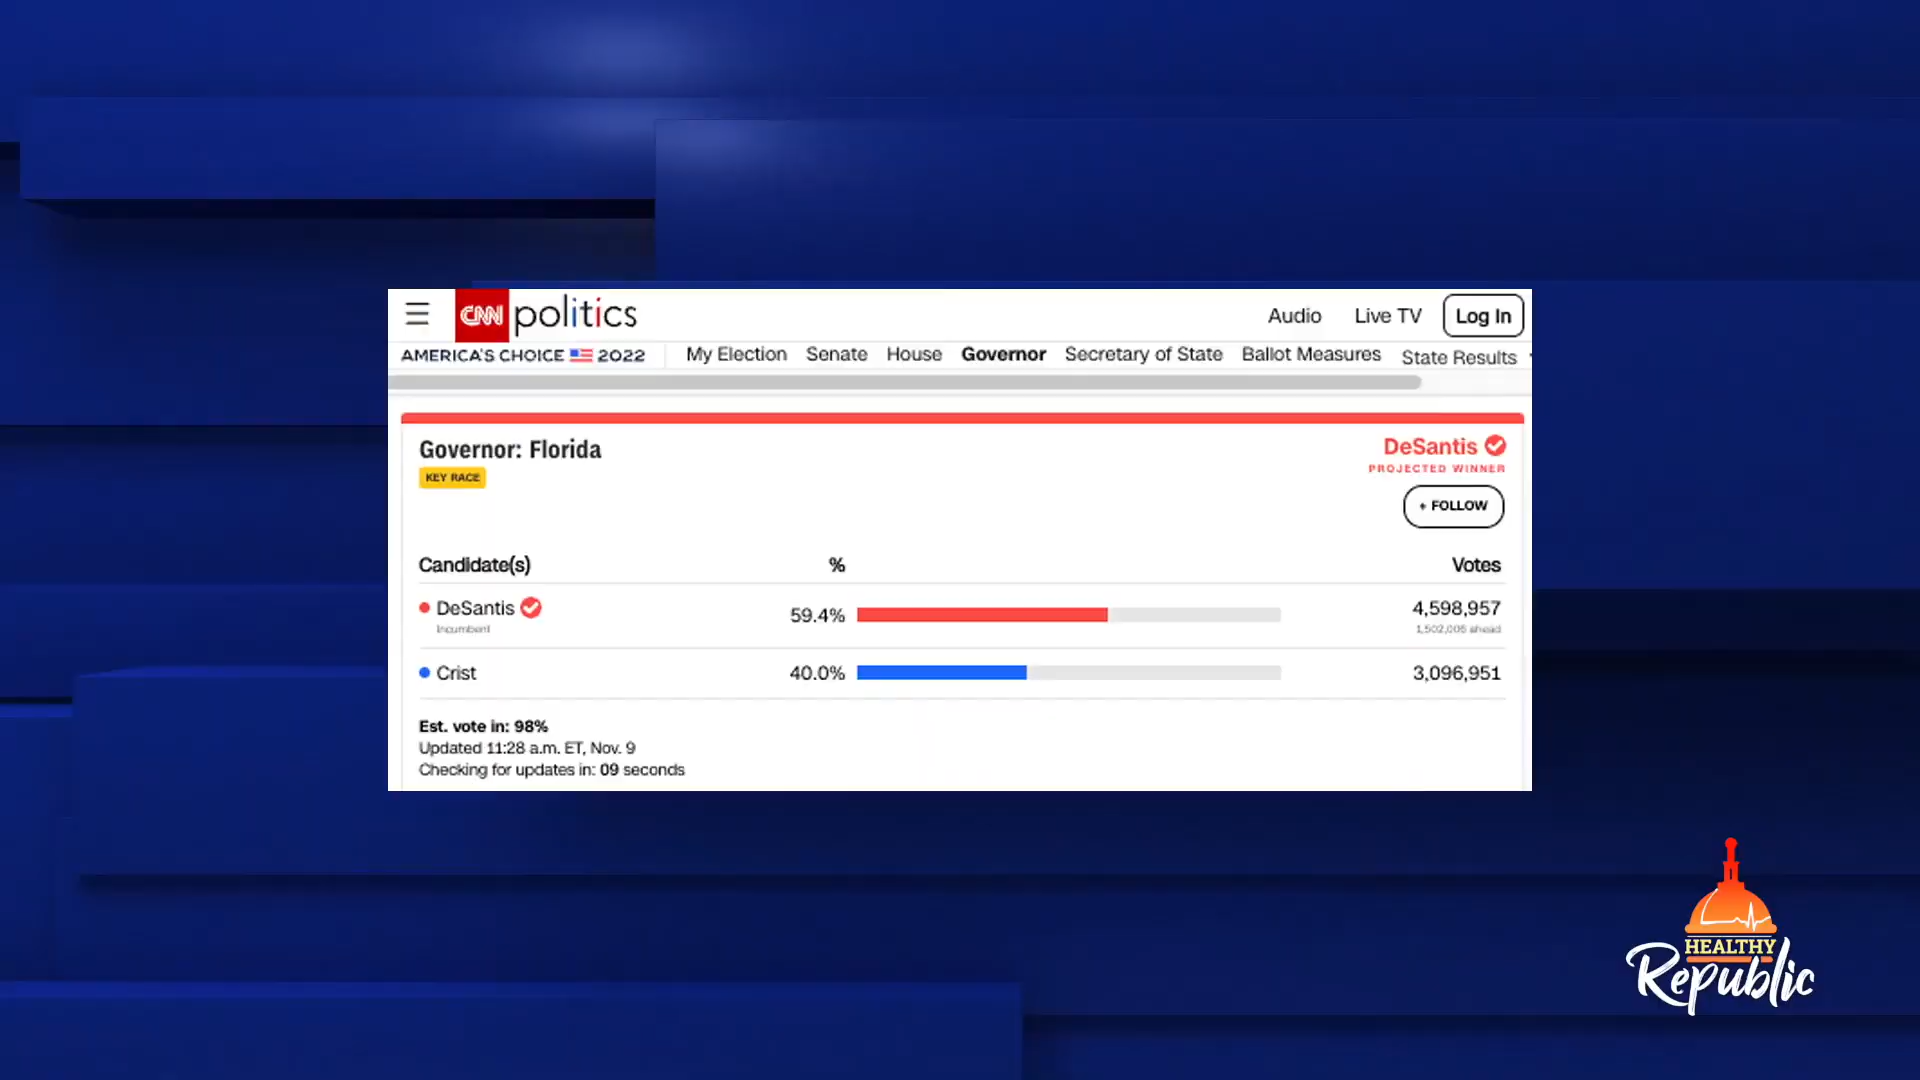 CNN politics Audio Live TV Log In
AMERICA'S CHOICE 2022 My Election Senate House Governor Secretary of State Ballot Measures State Results
Governor: Florida
KEY RACE
DeSantis
PROJECTED WINNER
+ FOLLOW
Candidate(s) % Votes
DeSantis 59.4% 4,598,957
Incumbent 1,502,006 ahead
Crist 40.0% 3,096,951
Est. vote in: 98%
Updated 11:28 a.m. ET, Nov. 9
Checking for updates in: 09 seconds
HEALTHY
Republic